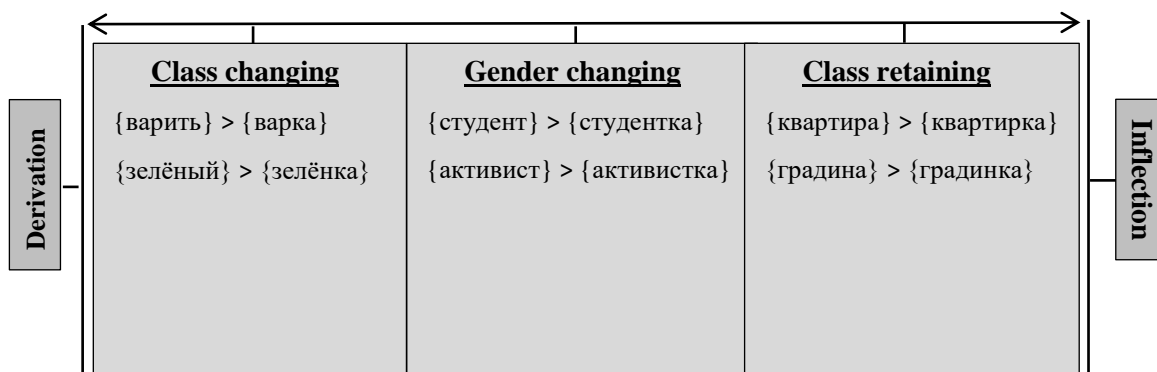 Class changing
{варить} > {варка}
{зелёный} > {зелёнка}
Gender changing
{студент} > {студентка}
{активист} > {активистка}
Class retaining
{квартира} > {квартирка}
{градина} > {градинка}
Derivation
Inflection